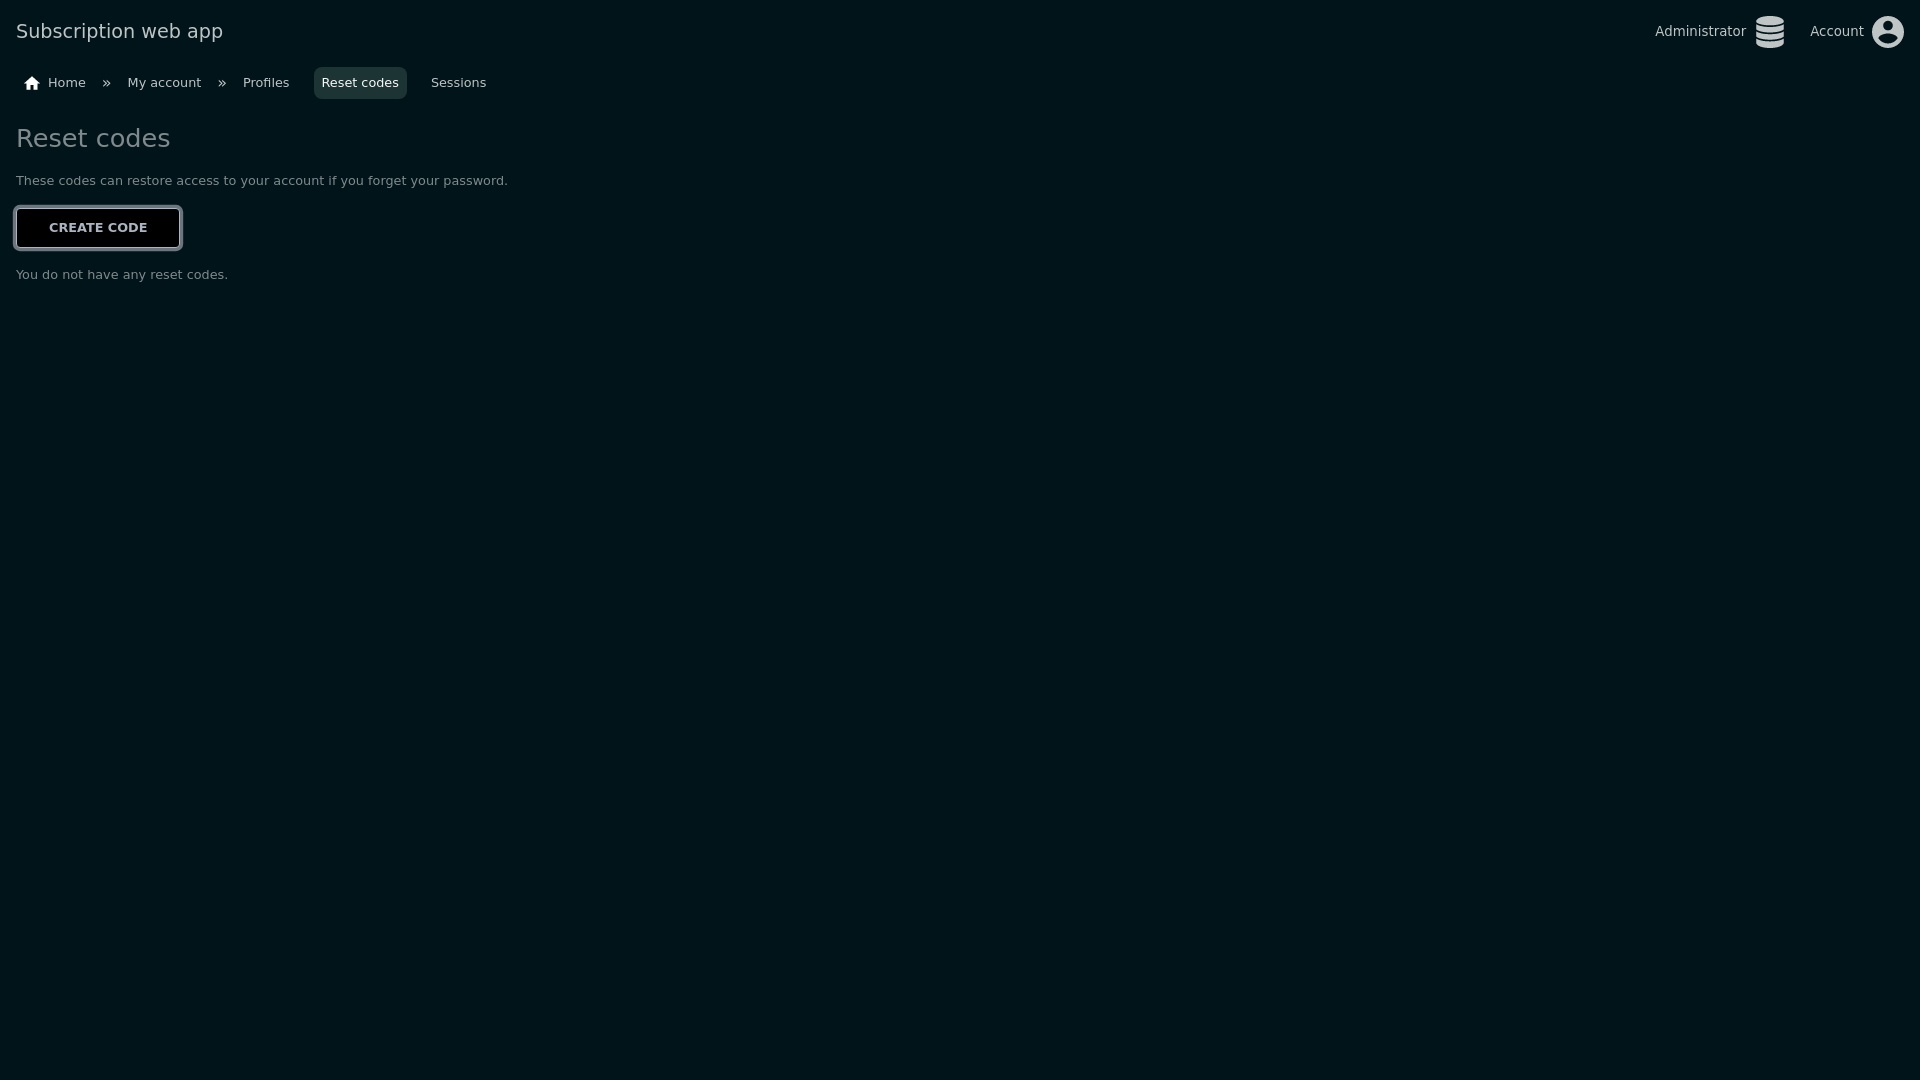 Subscription web app
Administrator
Account
Home » My account » Profiles Reset codes Sessions
Reset codes
These codes can restore access to your account if you forget your password.
CREATE CODE
You do not have any reset codes.